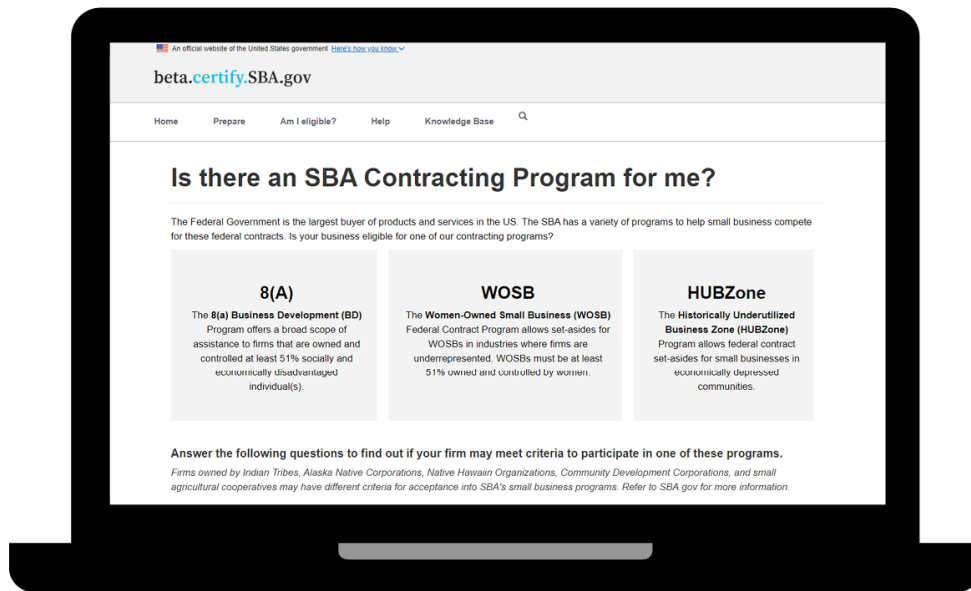 An official website of the United States government Here's how you know
beta.certify.SBA.gov
Home Prepare Am I eligible? Help Knowledge Base
Is there an SBA Contracting Program for me?
The Federal Government is the largest buyer of products and services in the US. The SBA has a variety of programs to help small business compete
for these federal contracts. Is your business eligible for one of our contracting programs?
8(A)
The 8(a) Business Development (BD)
Program offers a broad scope of
assistance to firms that are owned and
controlled at least 51% socially and
economically disadvantaged
individual(s).
WOSB
The Women-Owned Small Business (WOSB)
Federal Contract Program allows set-asides for
WOSBs in industries where firms are
underrepresented. WOSBs must be at least
51% owned and controlled by women.
HUBZone
The Historically Underutilized
Business Zone (HUBZone)
Program allows federal contract
set-asides for small businesses in
economically depressed
communities.
Answer the following questions to find out if your firm may meet criteria to participate in one of these programs.
Firms owned by Indian Tribes, Alaska Native Corporations, Native Hawaiin Organizations, Community Development Corporations, and small
agricultural cooperatives may have different criteria for acceptance into SBA's small business programs. Refer to SBA.gov for more information.